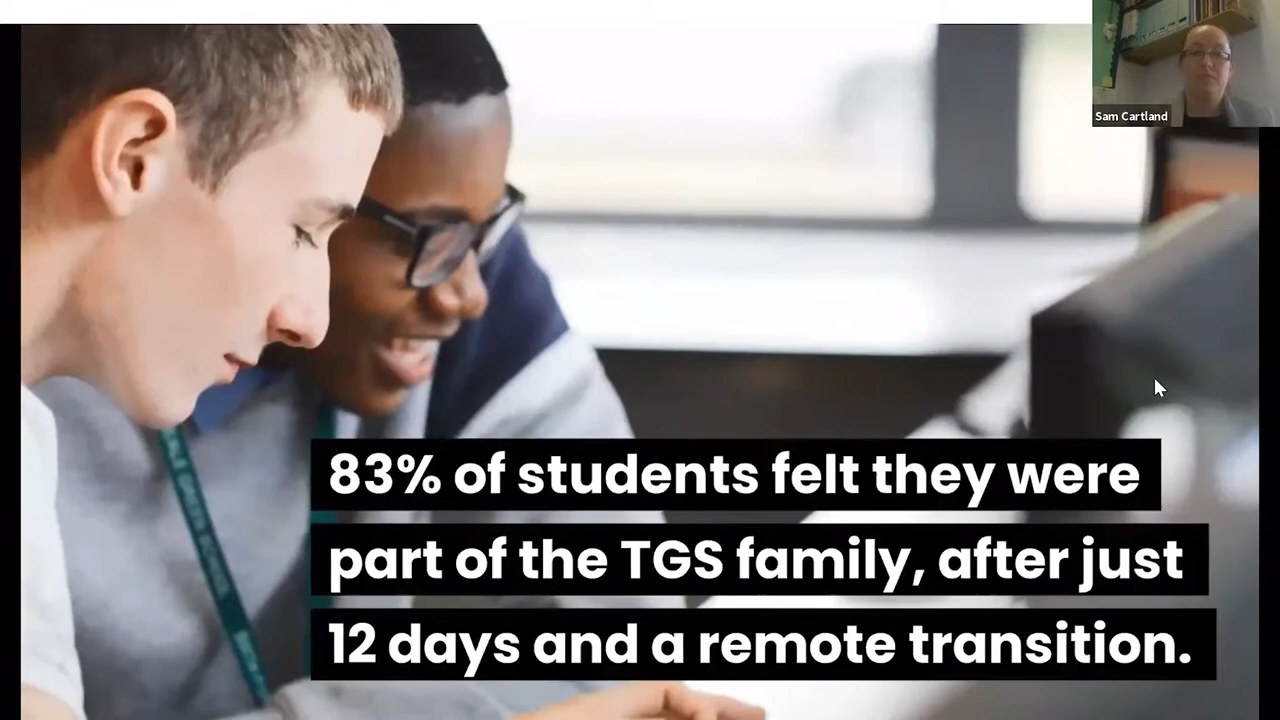 Sam Cartland
83% of students felt they were
part of the TGS family, after just
12 days and a remote transition.